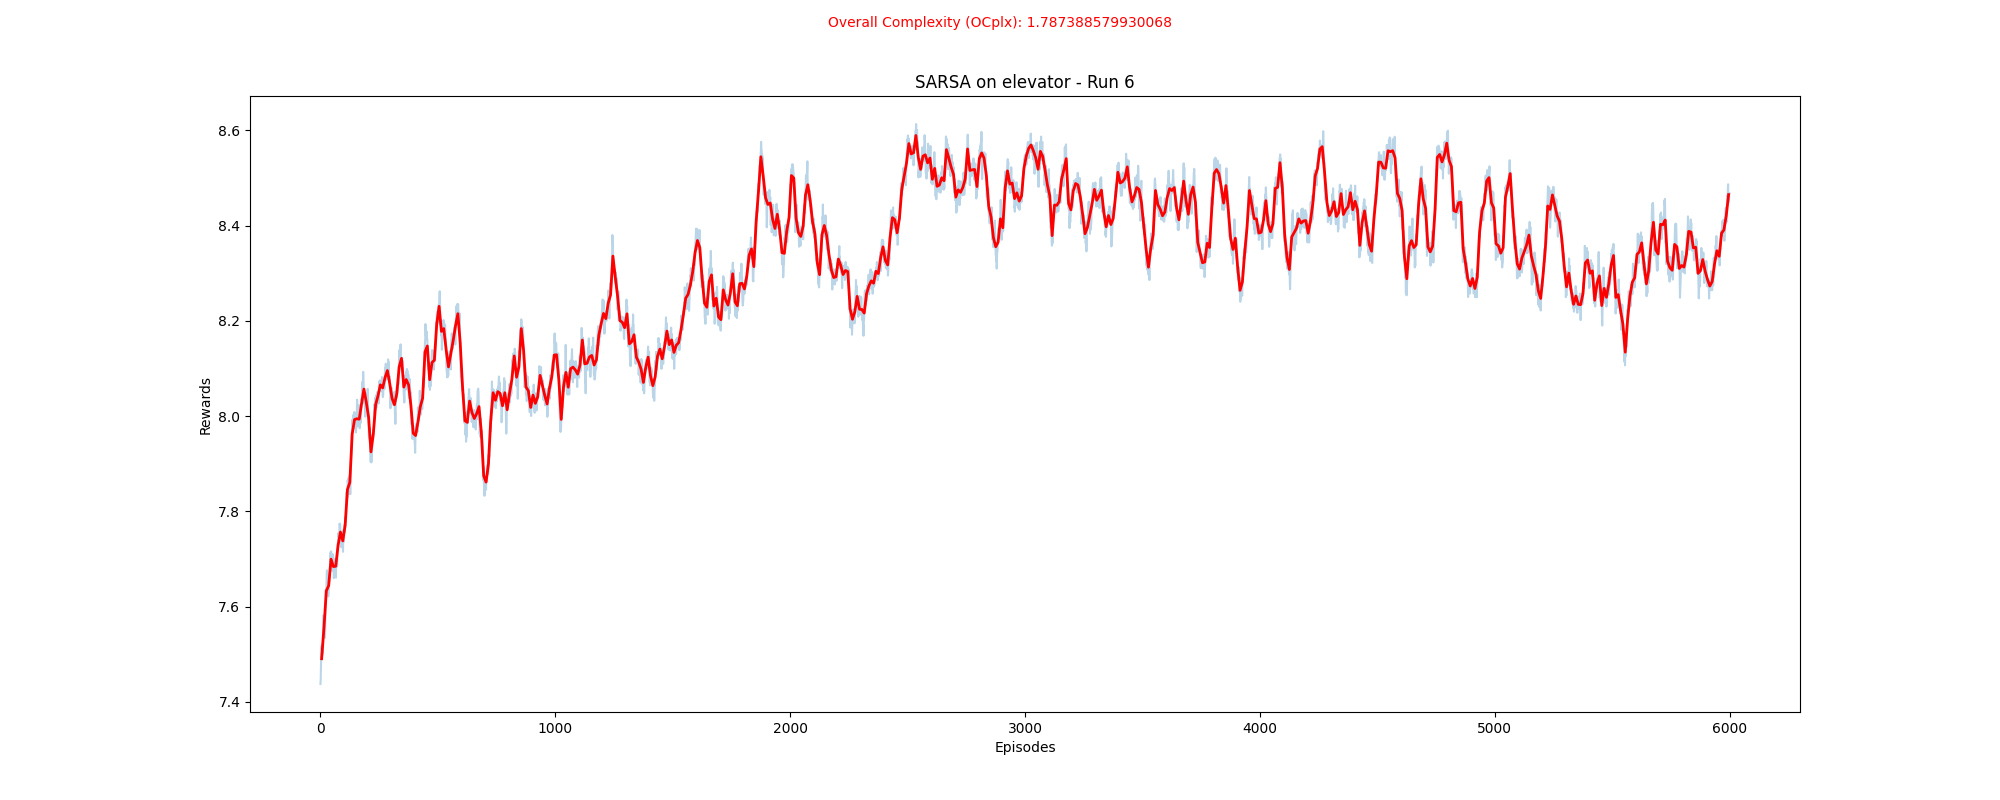 Overall Complexity (OCplx): 1.787388579930068
SARSA on elevator - Run 6
8.6
8.4
8.2
8.0
7.8
7.6
7.4
Rewards
0 1000 2000 3000 4000 5000 6000
Episodes